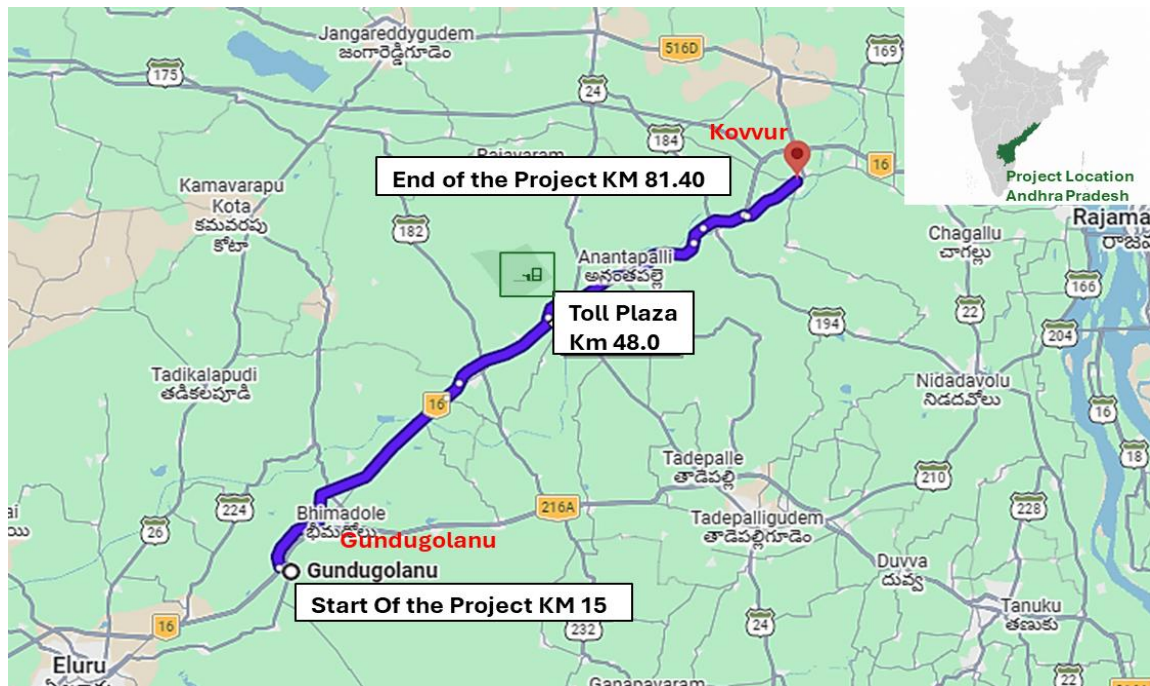 Jangareddygudem
జంగారెడ్డిగూడెం
516D
169
175
24
184
Kovvur
16
Project Location
Andhra Pradesh
End of the Project KM 81.40
Kamavarapu
Kota
కామవరపు
కోట
182
Anantapalli
అనంతపల్లె
Chagallu
చాగల్లు
Rajama
166
22
204
Toll Plaza
Km 48.0
194
Tadikalapudi
తడికలపూడి
16
Nidadavolu
నిడదవోలు
16
Tadepalle
తాడేపల్లి
18
210
224
26
Bhimadole
216A
Tadepalligudem
తాడేపల్లిగూడెం
228
Gundugolanu
Gundugolanu
Duvva
దువ్వ
Start Of the Project KM 15
Tanuku
తణుకు
16
232
24
Eluru
22